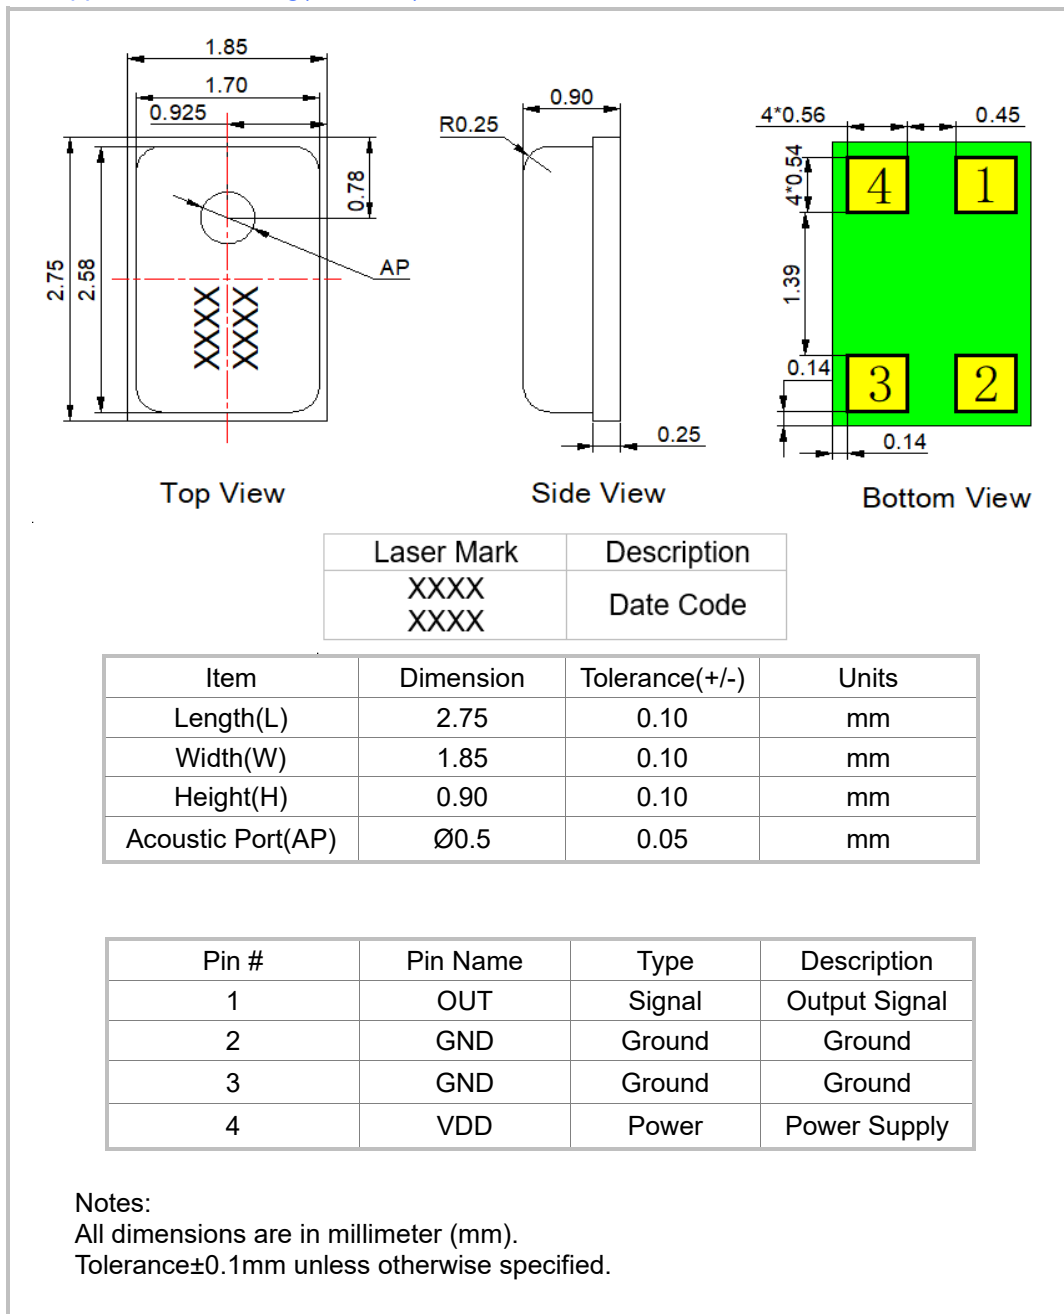 1.85
1.70
0.925
0.78
AP
2.75
2.58
XXXX
XXXX
Top View
0.90
R0.25
0.25
Side View
4*0.56
0.45
4*0.54
4
1
1.39
0.14
3
2
0.14
Bottom View
Laser Mark Description
XXXX
XXXX
Date Code
Item Dimension Tolerance(+/-) Units
Length(L) 2.75 0.10 mm
Width(W) 1.85 0.10 mm
Height(H) 0.90 0.10 mm
Acoustic Port(AP) Ø0.5 0.05 mm
Pin # Pin Name Type Description
1 OUT Signal Output Signal
2 GND Ground Ground
3 GND Ground Ground
4 VDD Power Power Supply
Notes:
All dimensions are in millimeter (mm).
Tolerance±0.1mm unless otherwise specified.